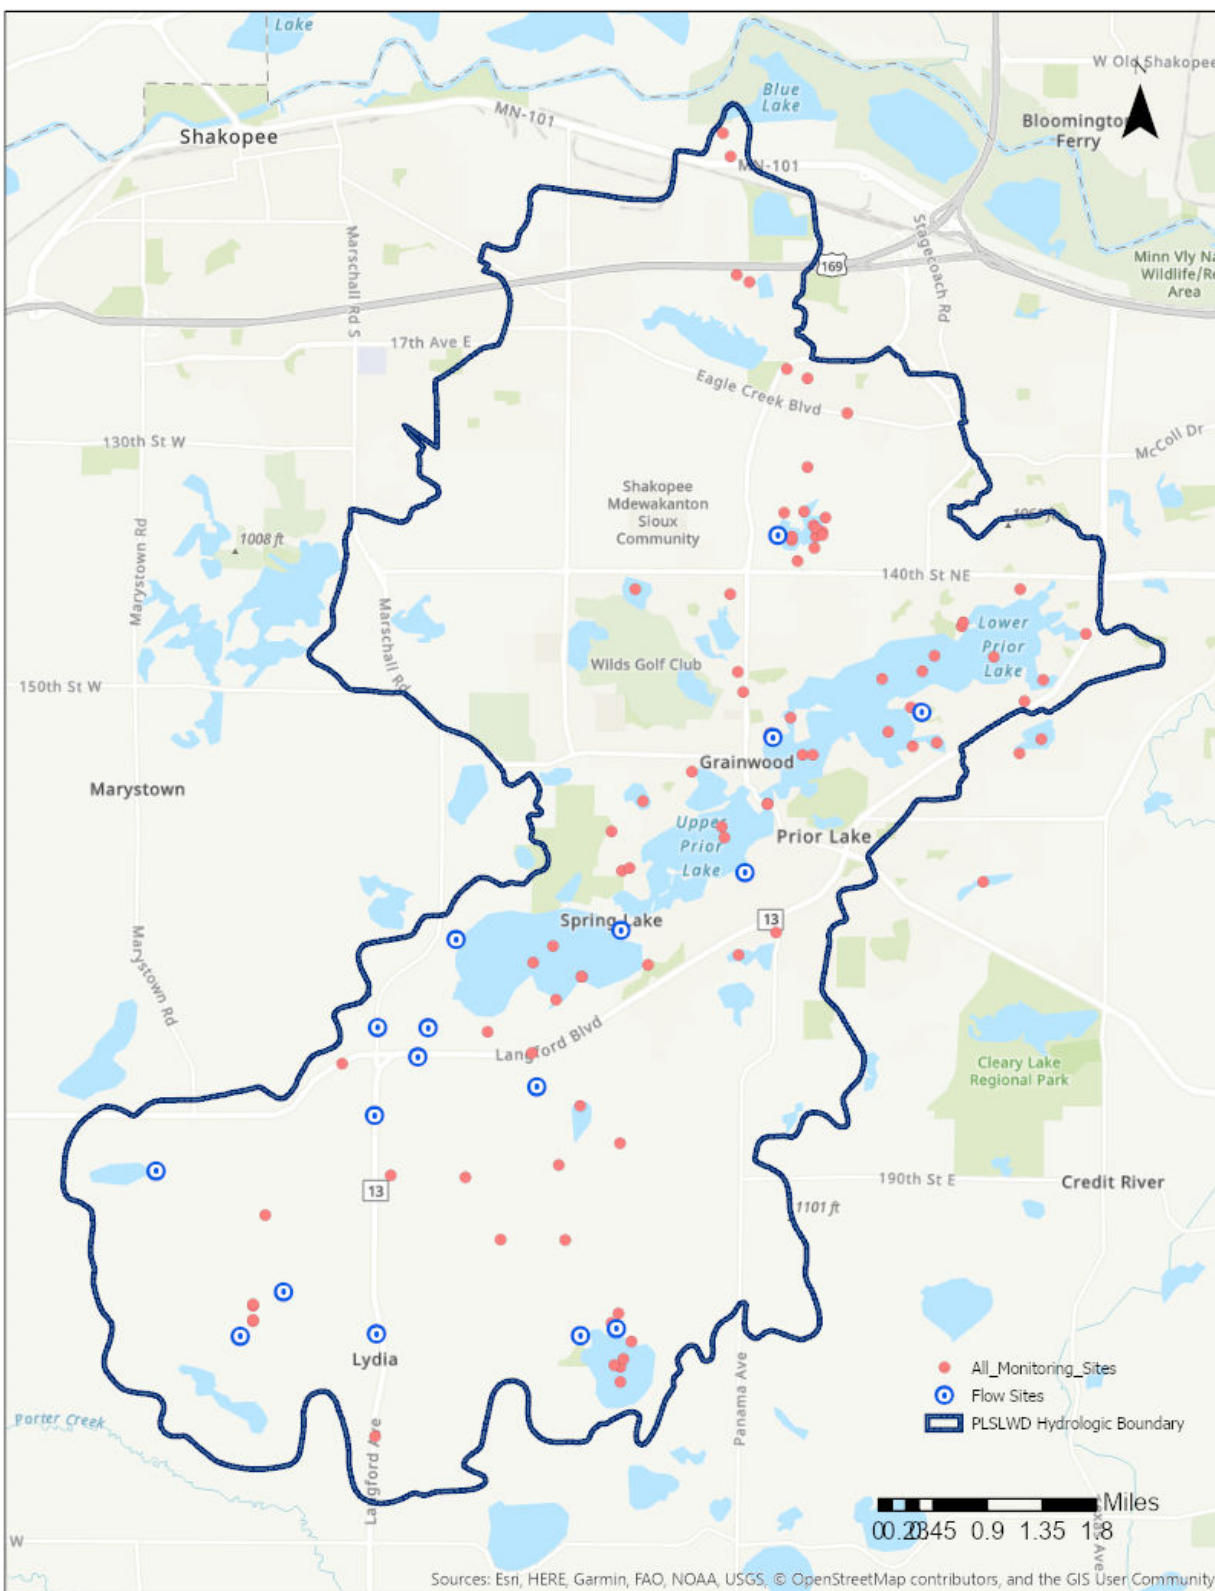 Lake
W Old Shakopee
N
Blue
Lake
MN-101
Bloomington
Ferry
Shakopee
MN-101
Stagecoach Rd
Marschall Rd S
169
Minn Vly Na
Wildlife/Re
Area
17th Ave E
Eagle Creek Blvd
130th St W
McColl Dr
Shakopee
Mdewakanton
Sioux
Community
1008 ft
Marystown Rd
140th St NE
Marschall Rd
Lower
Prior
Lake
Wilds Golf Club
150th St W
Grainwood
Marystown
Upper
Prior
Lake
Prior Lake
Spring Lake
13
Marystown Rd
Langford Blvd
Cleary Lake
Regional Park
190th St E
Credit River
13
1101 ft
Lydia
All_Monitoring_Sites
Flow Sites
PLSLWD Hydrologic Boundary
Porter Creek
Panama Ave
Langford Ave
Miles
0.45 0.9 1.35 1.8
Texas Ave
W
Sources: Esri, HERE, Garmin, FAO, NOAA, USGS, © OpenStreetMap contributors, and the GIS User Community